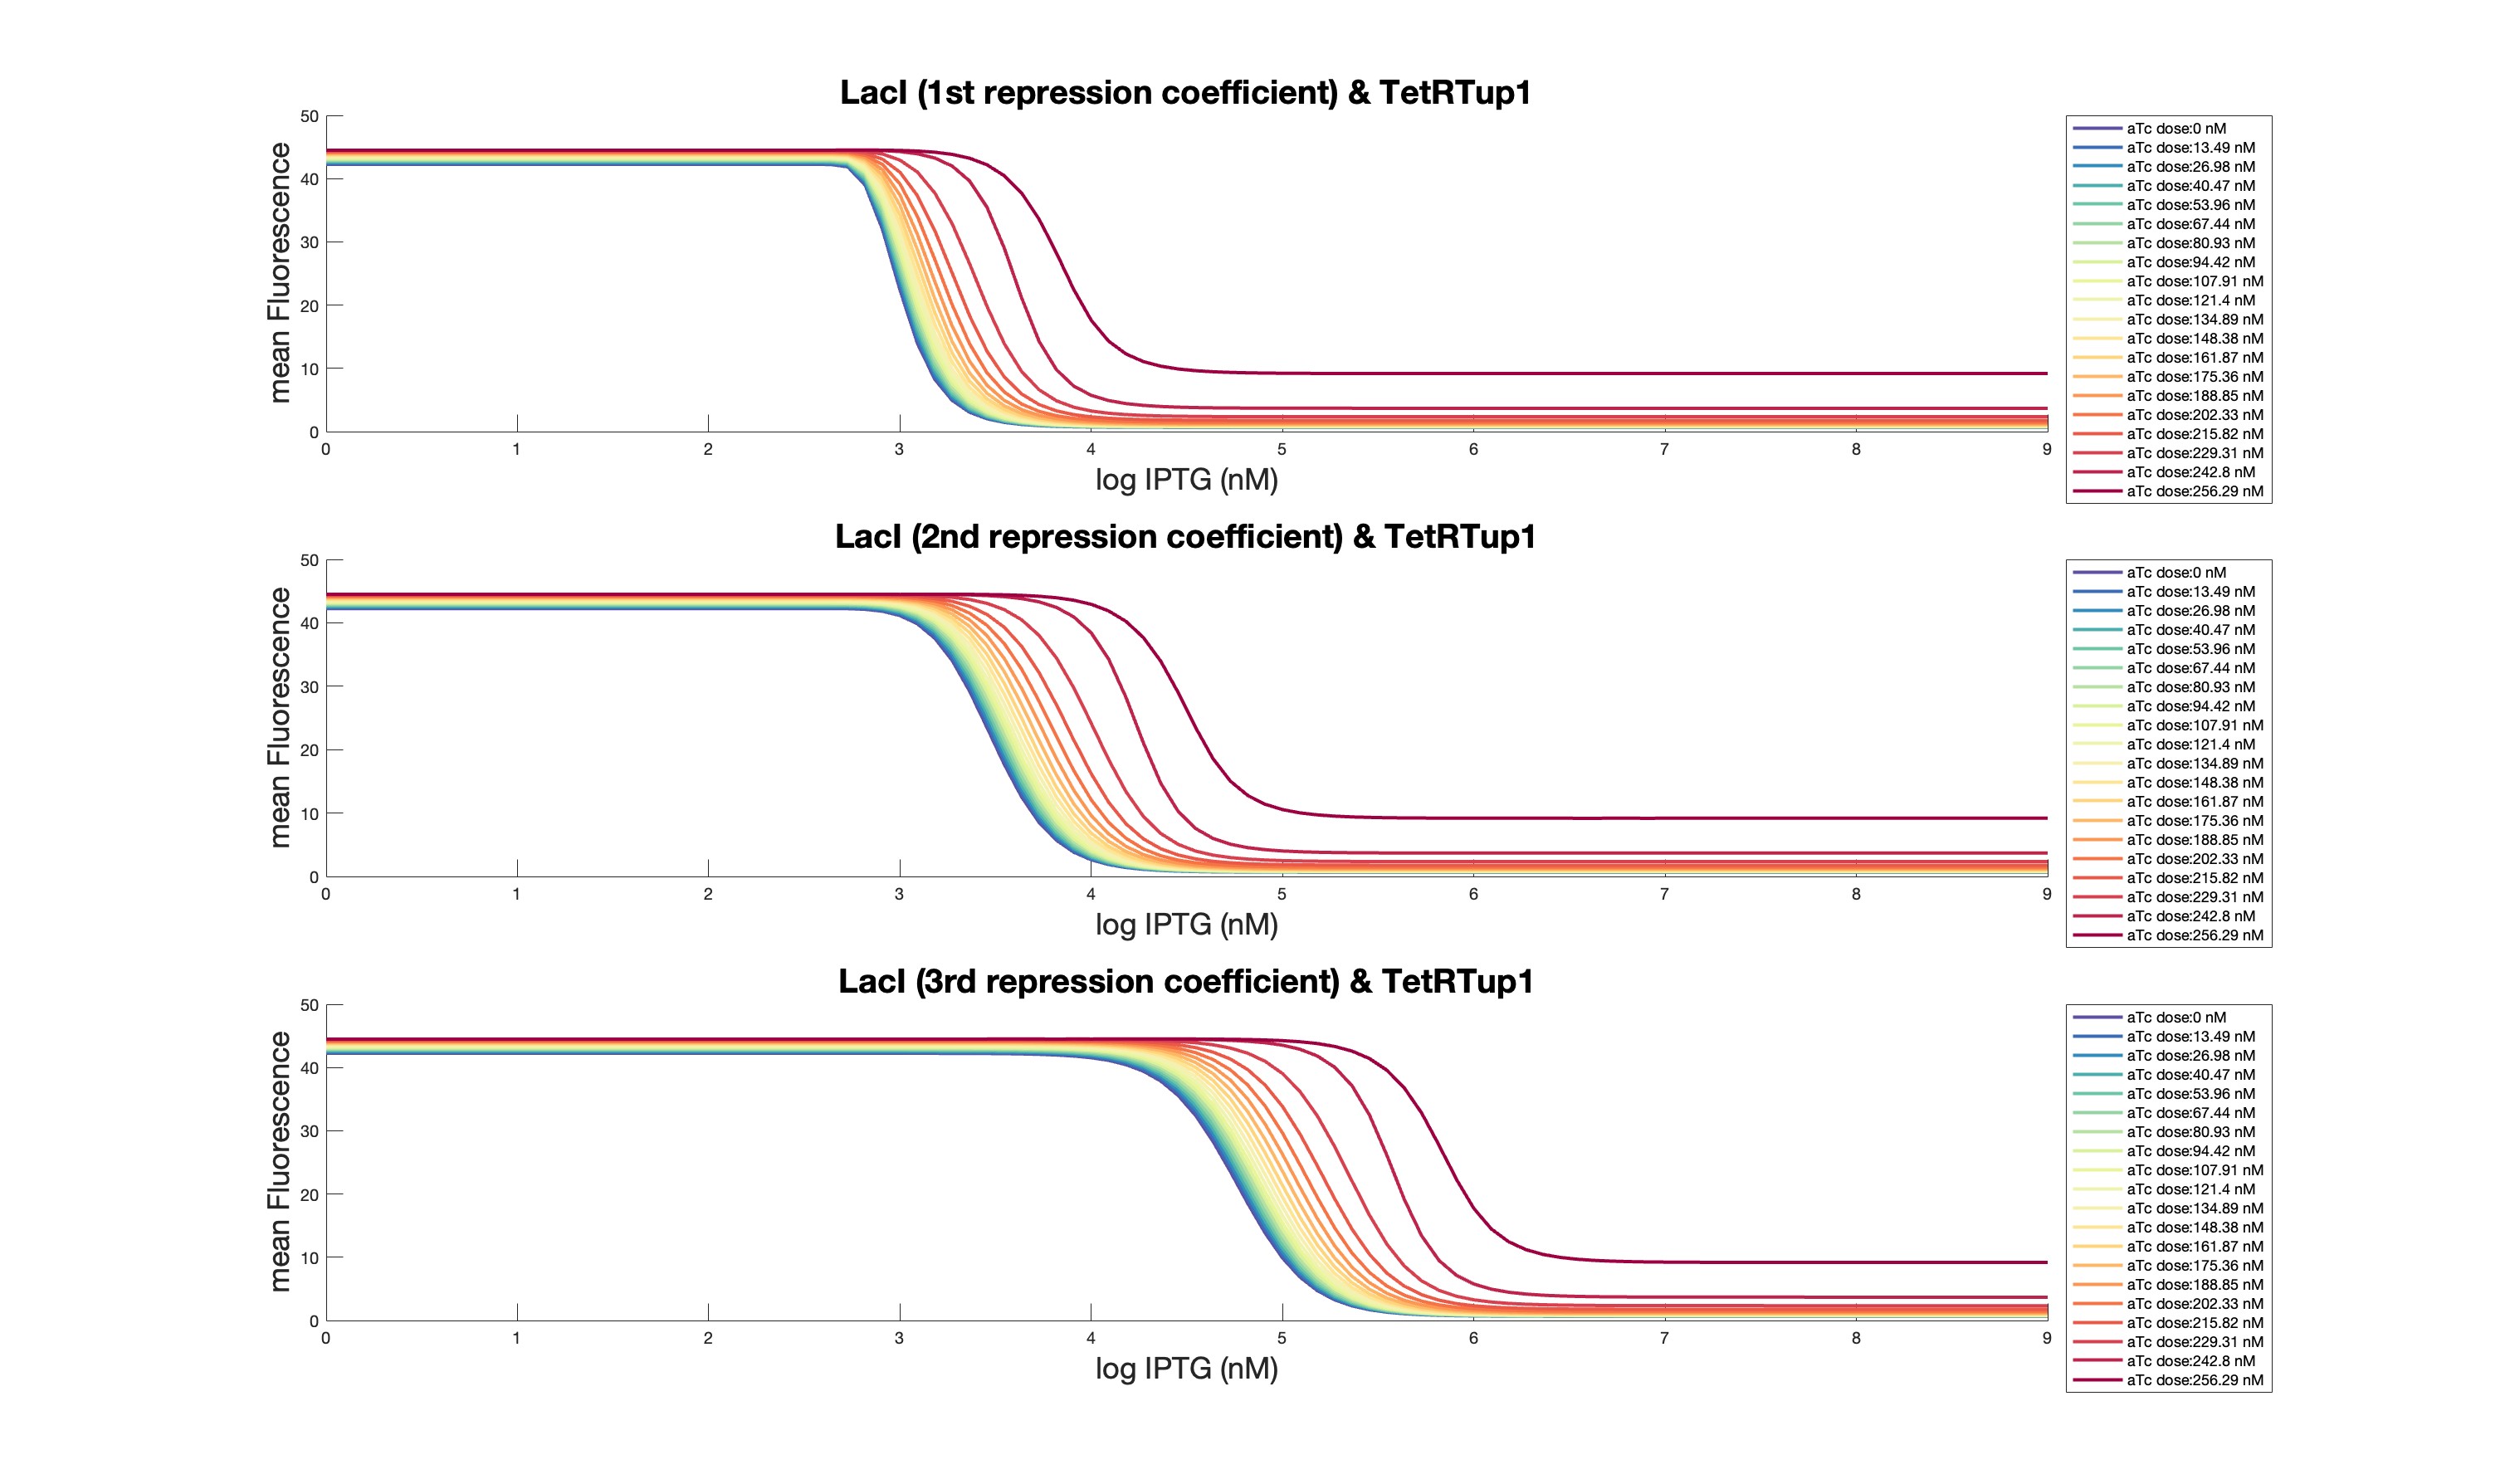 LacI (1st repression coefficient) & TetRTup1
mean Fluorescence
50
40
30
20
10
0
0 1 2 3 4 5 6 7 8 9
log IPTG (nM)
aTc dose:0 nM
aTc dose:13.49 nM
aTc dose:26.98 nM
aTc dose:40.47 nM
aTc dose:53.96 nM
aTc dose:67.44 nM
aTc dose:80.93 nM
aTc dose:94.42 nM
aTc dose:107.91 nM
aTc dose:121.4 nM
aTc dose:134.89 nM
aTc dose:148.38 nM
aTc dose:161.87 nM
aTc dose:175.36 nM
aTc dose:188.85 nM
aTc dose:202.33 nM
aTc dose:215.82 nM
aTc dose:229.31 nM
aTc dose:242.8 nM
aTc dose:256.29 nM
LacI (2nd repression coefficient) & TetRTup1
mean Fluorescence
50
40
30
20
10
0
0 1 2 3 4 5 6 7 8 9
log IPTG (nM)
aTc dose:0 nM
aTc dose:13.49 nM
aTc dose:26.98 nM
aTc dose:40.47 nM
aTc dose:53.96 nM
aTc dose:67.44 nM
aTc dose:80.93 nM
aTc dose:94.42 nM
aTc dose:107.91 nM
aTc dose:121.4 nM
aTc dose:134.89 nM
aTc dose:148.38 nM
aTc dose:161.87 nM
aTc dose:175.36 nM
aTc dose:188.85 nM
aTc dose:202.33 nM
aTc dose:215.82 nM
aTc dose:229.31 nM
aTc dose:242.8 nM
aTc dose:256.29 nM
LacI (3rd repression coefficient) & TetRTup1
mean Fluorescence
50
40
30
20
10
0
0 1 2 3 4 5 6 7 8 9
log IPTG (nM)
aTc dose:0 nM
aTc dose:13.49 nM
aTc dose:26.98 nM
aTc dose:40.47 nM
aTc dose:53.96 nM
aTc dose:67.44 nM
aTc dose:80.93 nM
aTc dose:94.42 nM
aTc dose:107.91 nM
aTc dose:121.4 nM
aTc dose:134.89 nM
aTc dose:148.38 nM
aTc dose:161.87 nM
aTc dose:175.36 nM
aTc dose:188.85 nM
aTc dose:202.33 nM
aTc dose:215.82 nM
aTc dose:229.31 nM
aTc dose:242.8 nM
aTc dose:256.29 nM